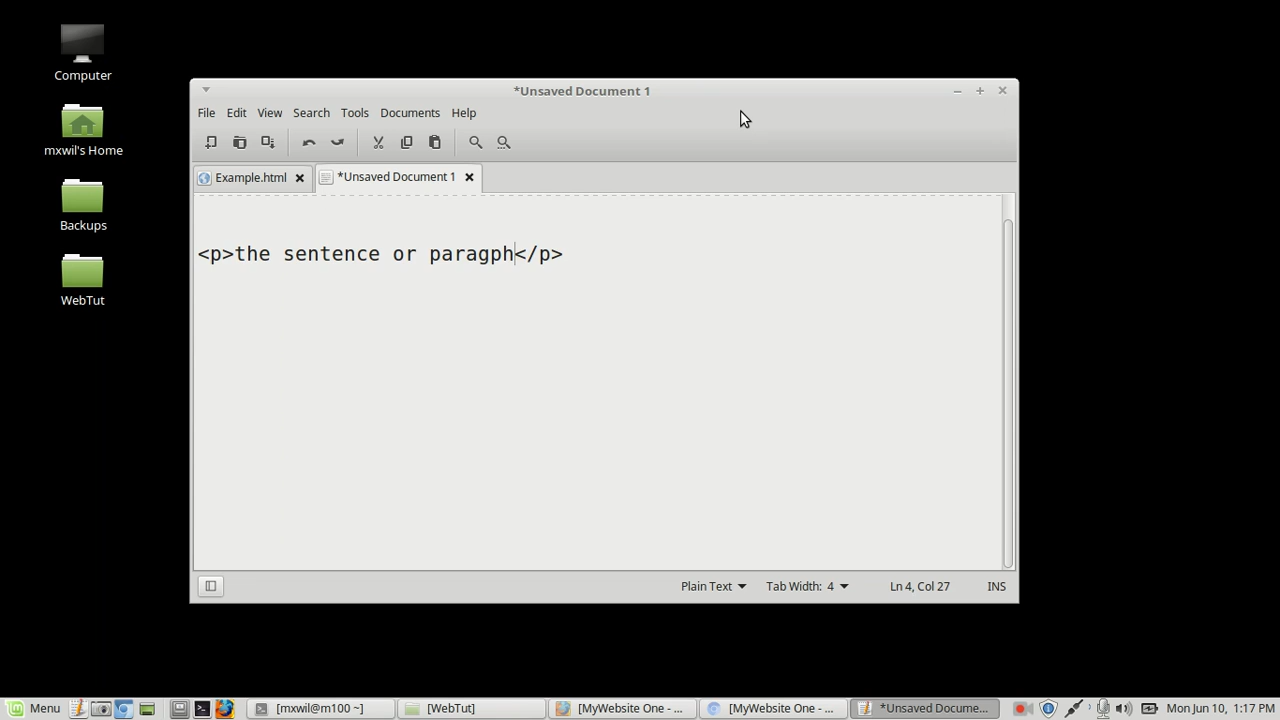 Computer
mxwil's Home
Backups
WebTut
*Unsaved Document 1
File Edit View Search Tools Documents Help
Example.html *Unsaved Document 1
<p>the sentence or paragph</p>
Plain Text Tab Width: 4 Ln 4, Col 27 INS
Menu [mxwil@m100 ~] [WebTut] [MyWebsite One - ... [MyWebsite One - ... *Unsaved Docume... Mon Jun 10, 1:17 PM